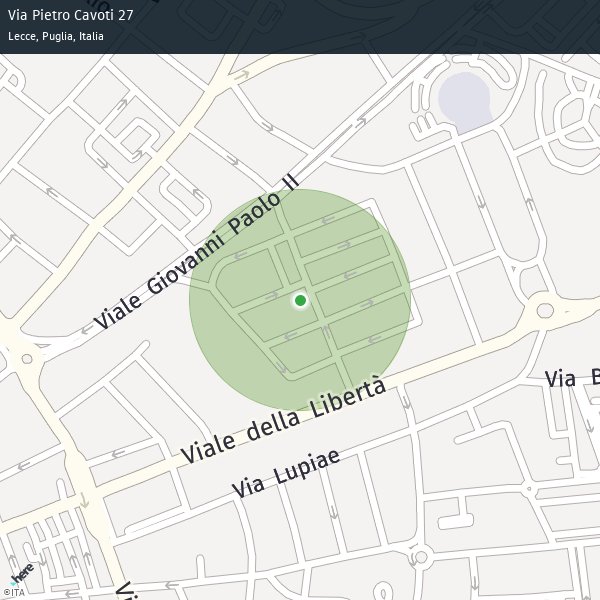 Via Pietro Cavoti 27
Lecce, Puglia, Italia
Viale Giovanni Paolo II
Viale della Libertà
Via B
Via Lupiae
here
©ITA
Vi